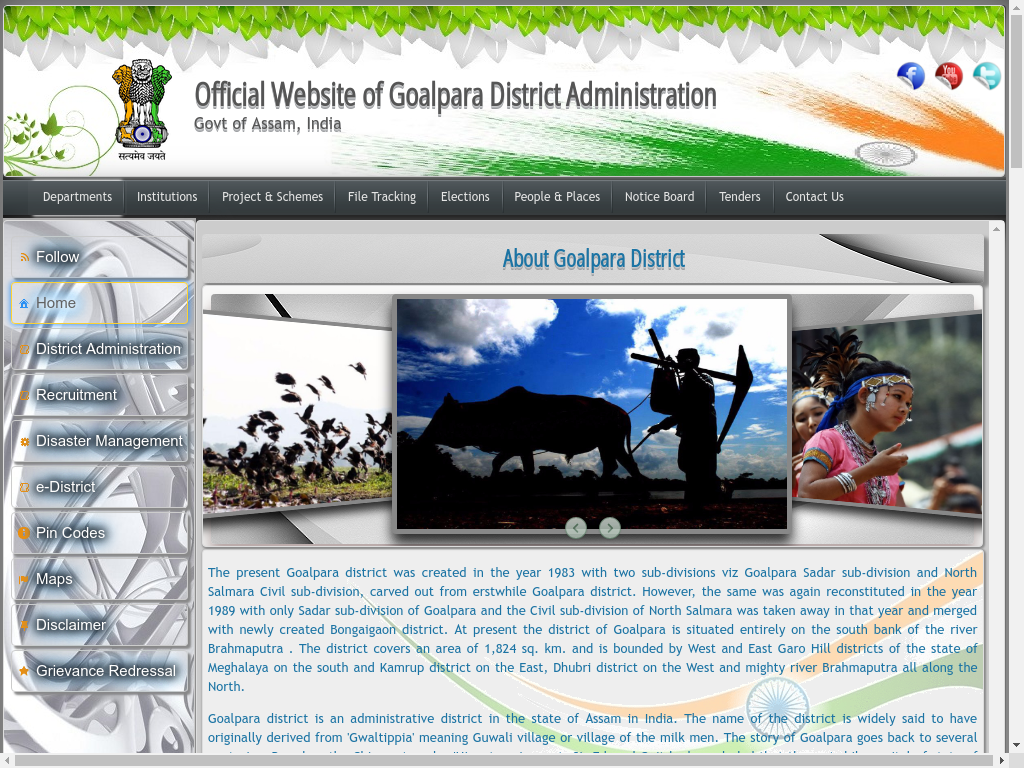 You Tube
Official Website of Goalpara District Administration
Govt of Assam, India
सत्यमेव जयते
Departments
Institutions
Project & Schemes
File Tracking
Elections
People & Places
Notice Board
Tenders
Contact Us
Follow
Home
District Administration
Recruitment
Disaster Management
e-District
Pin Codes
Maps
Disclaimer
Grievance Redressal
About Goalpara District
The present Goalpara district was created in the year 1983 with two sub-divisions viz Goalpara Sadar sub-division and North
Salmara Civil sub-division, carved out from erstwhile Goalpara district. However, the same was again reconstituted in the year
1989 with only Sadar sub-division of Goalpara and the Civil sub-division of North Salmara was taken away in that year and merged
with newly created Bongaigaon district. At present the district of Goalpara is situated entirely on the south bank of the river
Brahmaputra . The district covers an area of 1,824 sq. km. and is bounded by West and East Garo Hill districts of the state of
Meghalaya on the south and Kamrup district on the East, Dhubri district on the West and mighty river Brahmaputra all along the
North.
Goalpara district is an administrative district in the state of Assam in India. The name of the district is widely said to have
originally derived from 'Gwaltippia' meaning Guwali village or village of the milk men. The story of Goalpara goes back to several